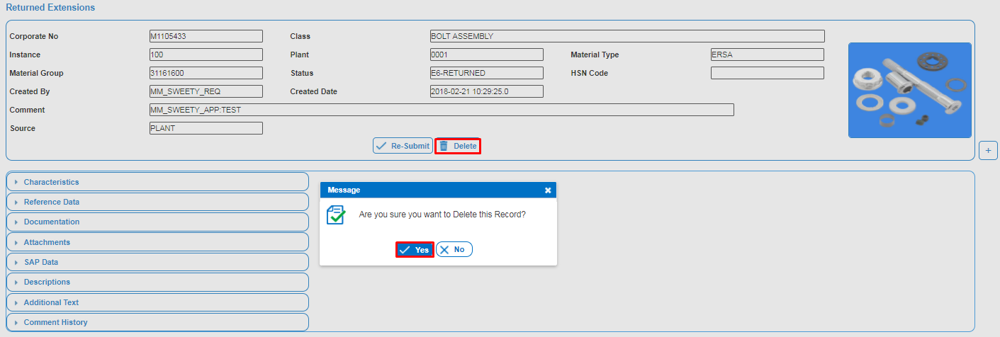 Returned Extensions
Corporate No M1105433 Class BOLT ASSEMBLY
Instance 100 Plant 0001 Material Type ERSA
Material Group 31161600 Status E6-RETURNED HSN Code
Created By MM_SWEETY_REQ Created Date 2018-02-21 10:29:25.0
Comment MM_SWEETY_APP:TEST
Source PLANT
Re-Submit Delete
+
Characteristics
Reference Data
Documentation
Attachments
SAP Data
Descriptions
Additional Text
Comment History
Message
Are you sure you want to Delete this Record?
Yes No